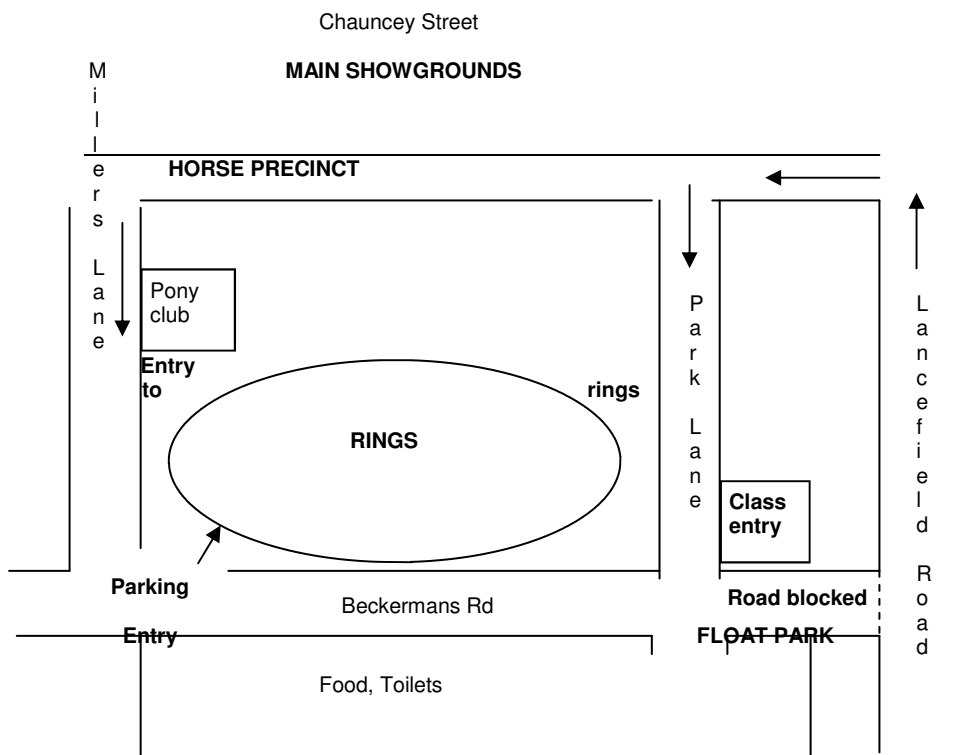 Chauncey Street
MAIN SHOWGROUNDS
Millers Lane
HORSE PRECINCT
Pony
club
Entry
to
rings
RINGS
Park Lane
Lancefield Road
Class
entry
Parking
Entry
Beckermans Rd
Road blocked
FLOAT PARK
Food, Toilets